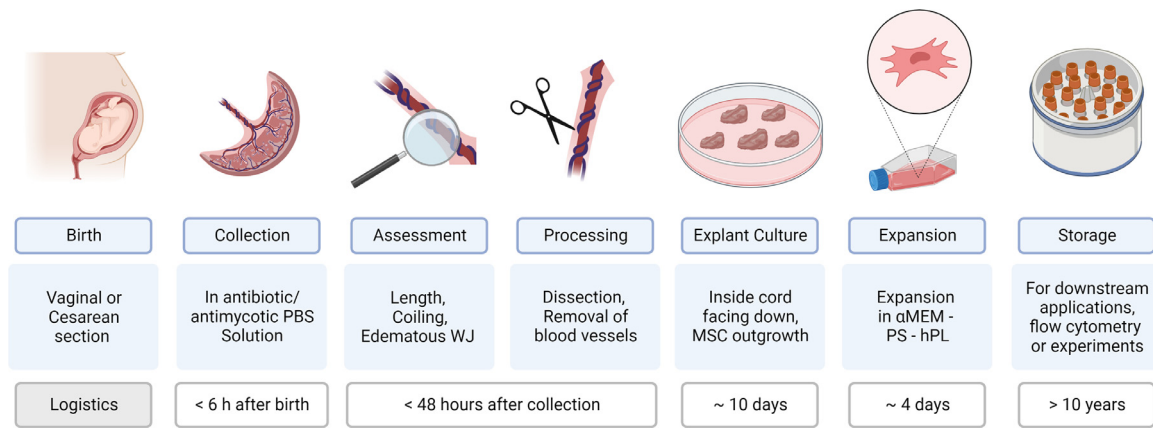 Birth
Collection
Assessment
Processing
Explant Culture
Expansion
Storage
Vaginal or
Cesarean
section
In antibiotic/
antimycotic PBS
Solution
Length,
Coiling,
Edematous WJ
Dissection,
Removal of
blood vessels
Inside cord
facing down,
MSC outgrowth
Expansion
in αMEM -
PS - hPL
For downstream
applications,
flow cytometry
or experiments
Logistics
< 6 h after birth
< 48 hours after collection
~ 10 days
~ 4 days
> 10 years